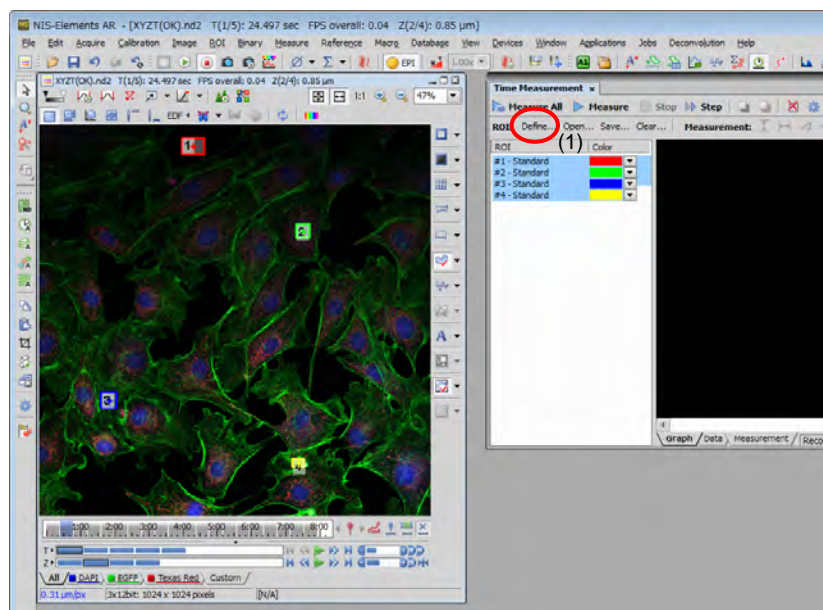 NIS-Elements AR - [XYZT(OK).nd2 T(1/5): 24.497 sec FPS overall: 0.04 Z(2/4): 0.85 µm]
File Edit Acquire Calibration Image ROI Binary Measure Reference Macro Database View Devices Window Applications Jobs Deconvolution Help
EPI 1.00x
XYZT(OK).nd2 T(1/5): 24.497 sec FPS overall: 0.04 Z(2/4): 0.85 µm
1:1 47%
EDF
Time Measurement x
Measure All Measure Stop Step
ROI: Define... Open... Save... Clear... Measurement:
(1)
ROI Color
#1 - Standard
#2 - Standard
#3 - Standard
#4 - Standard
1
2
3
4
Graph Data Measurement Reco
1:00 2:00 3:00 4:00 5:00 6:00 7:00 8:00
T
Z
All DAPI EGFP Texas Red Custom
0.31 µm/px 3x12bit: 1024 x 1024 pixels [N/A]